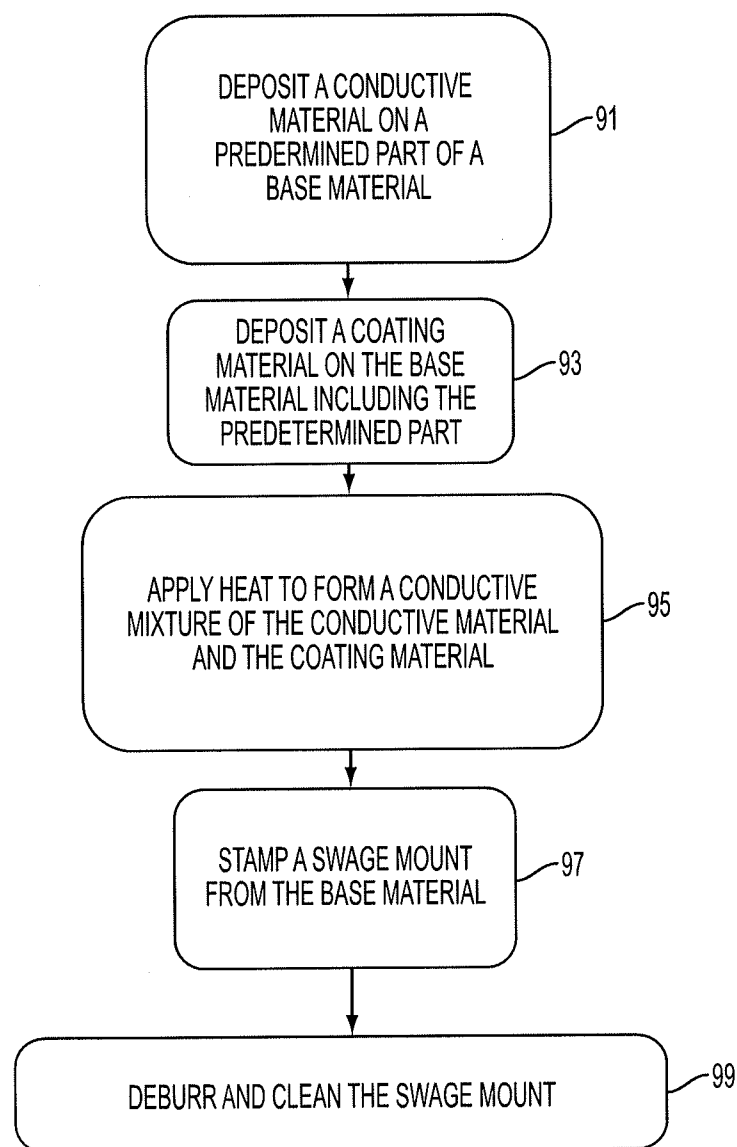 DEPOSIT A CONDUCTIVE
MATERIAL ON A
PREDERMINED PART OF A
BASE MATERIAL
91
DEPOSIT A COATING
MATERIAL ON THE BASE
MATERIAL INCLUDING THE
PREDETERMINED PART
93
APPLY HEAT TO FORM A CONDUCTIVE
MIXTURE OF THE CONDUCTIVE MATERIAL
AND THE COATING MATERIAL
95
STAMP A SWAGE MOUNT
FROM THE BASE MATERIAL
97
DEBURR AND CLEAN THE SWAGE MOUNT
99